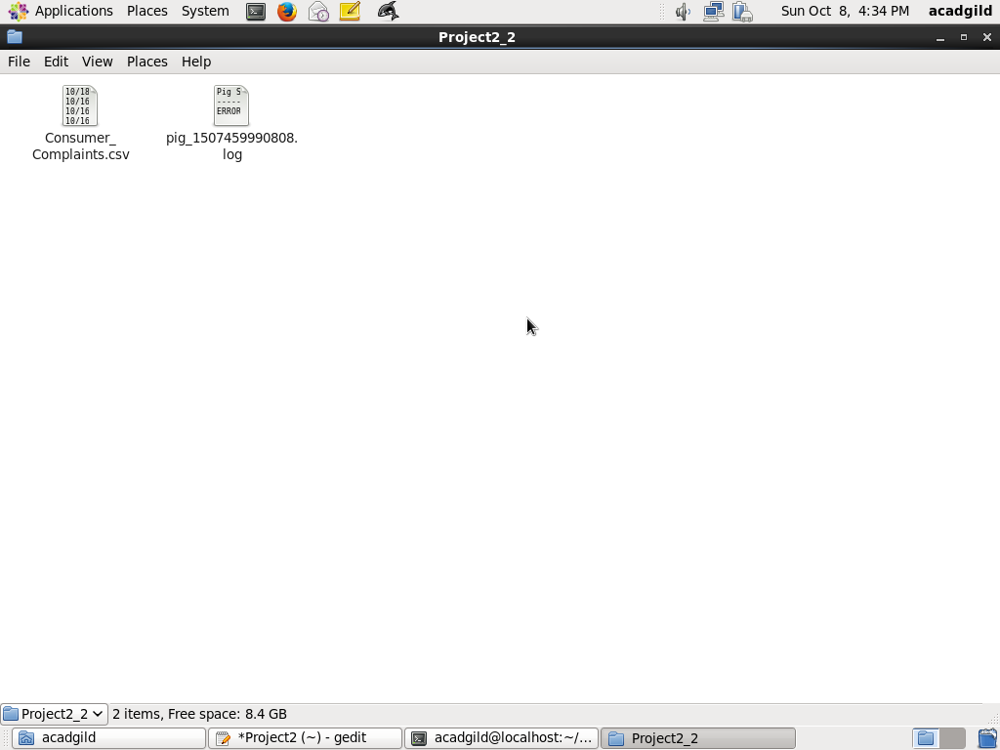 Applications Places System Sun Oct 8, 4:34 PM acadgild
Project2_2
File Edit View Places Help
10/18
10/16
10/16
10/16
Consumer_
Complaints.csv
Pig S
-----
ERROR
pig_1507459990808.
log
Project2_2 2 items, Free space: 8.4 GB
acadgild *Project2 (~) - gedit acadgild@localhost:~/... Project2_2